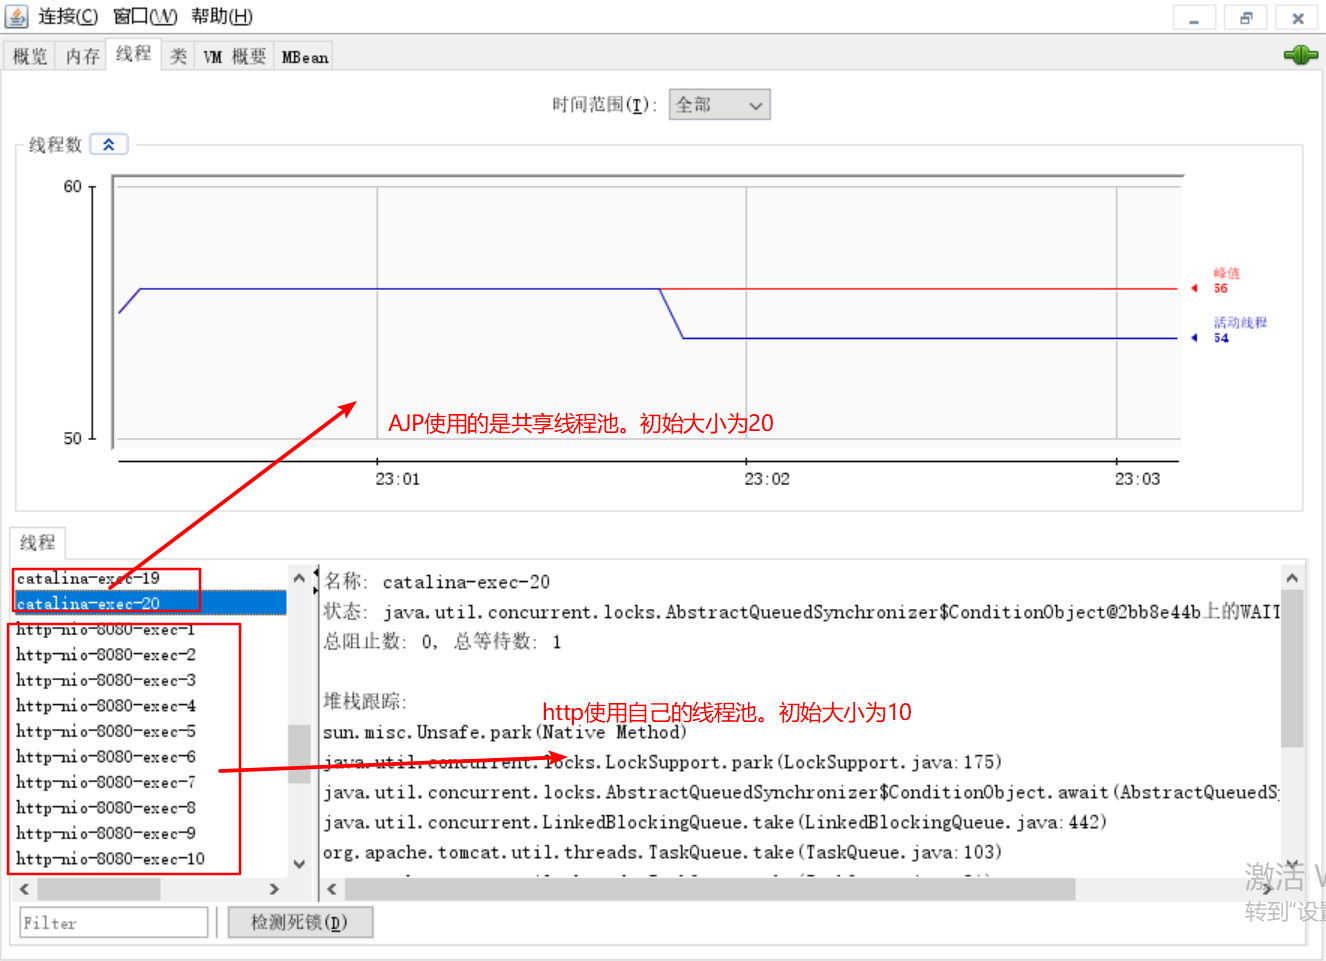 连接(C) 窗口(W) 帮助(H)
概览 内存 线程 类 VM 概要 MBean
时间范围(T): 全部
线程数
60
峰值
56
活动线程
54
AJP使用的是共享线程池。初始大小为20
50
23:01 23:02 23:03
线程
catalina-exec-19
catalina-exec-20
http-nio-8080-exec-1
http-nio-8080-exec-2
http-nio-8080-exec-3
http-nio-8080-exec-4
http-nio-8080-exec-5
http-nio-8080-exec-6
http-nio-8080-exec-7
http-nio-8080-exec-8
http-nio-8080-exec-9
http-nio-8080-exec-10
名称: catalina-exec-20
状态: java.util.concurrent.locks.AbstractQueuedSynchronizer$ConditionObject@2bb8e44b上的WAIT
总阻止数: 0, 总等待数: 1
堆栈跟踪:
http使用自己的线程池。初始大小为10
sun.misc.Unsafe.park(Native Method)
java.util.concurrent.locks.LockSupport.park(LockSupport.java:175)
java.util.concurrent.locks.AbstractQueuedSynchronizer$ConditionObject.await(AbstractQueuedS
java.util.concurrent.LinkedBlockingQueue.take(LinkedBlockingQueue.java:442)
org.apache.tomcat.util.threads.TaskQueue.take(TaskQueue.java:103)
激活 W
转到"设置
Filter 检测死锁(D)